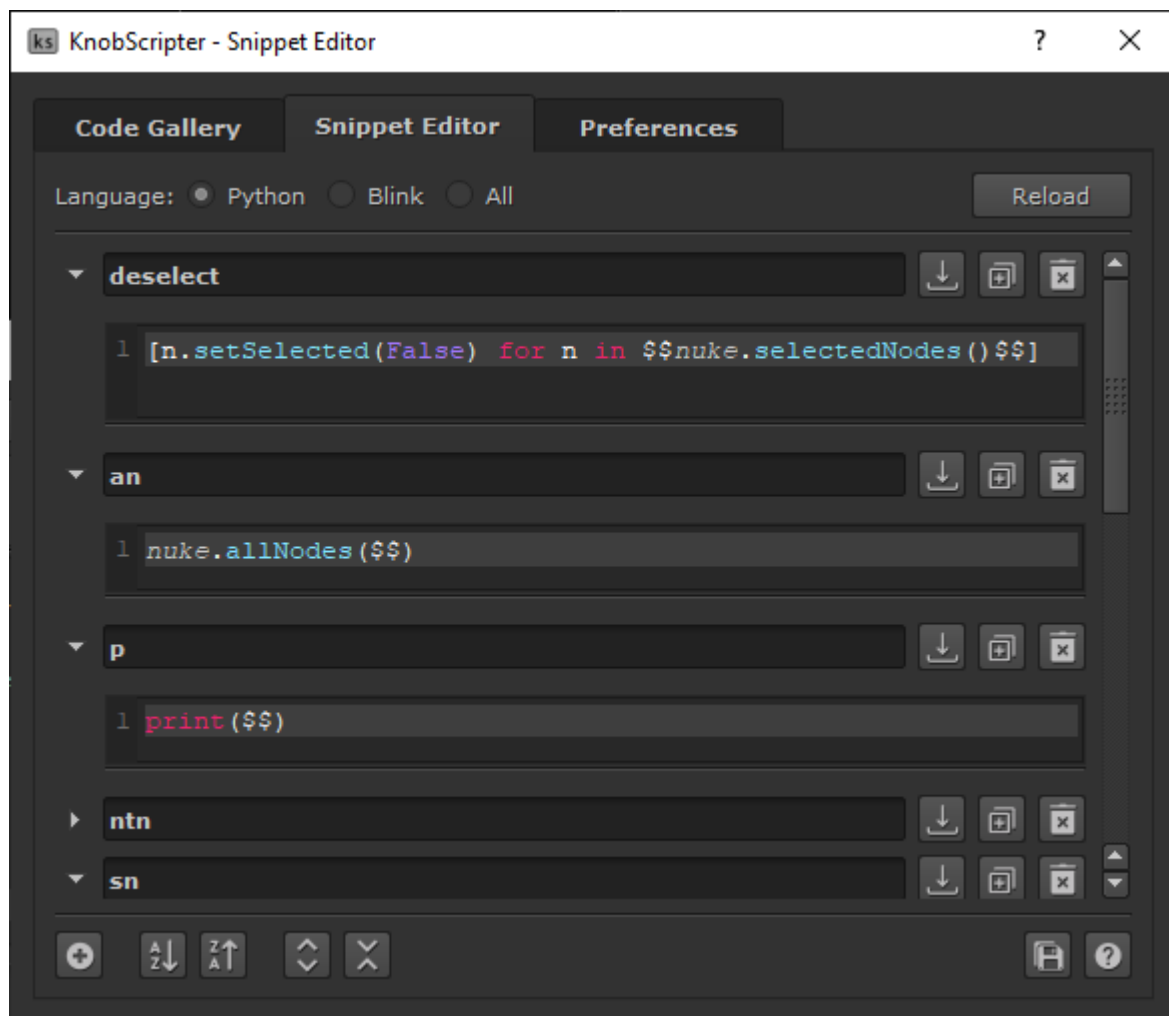 ks KnobScripter - Snippet Editor ?
Code Gallery Snippet Editor Preferences
Language: Python Blink All Reload
deselect
1 [n.setSelected(False) for n in $$nuke.selectedNodes()$$]
an
1 nuke.allNodes($$)
p
1 print($$)
ntn
sn
A Z Z A ?